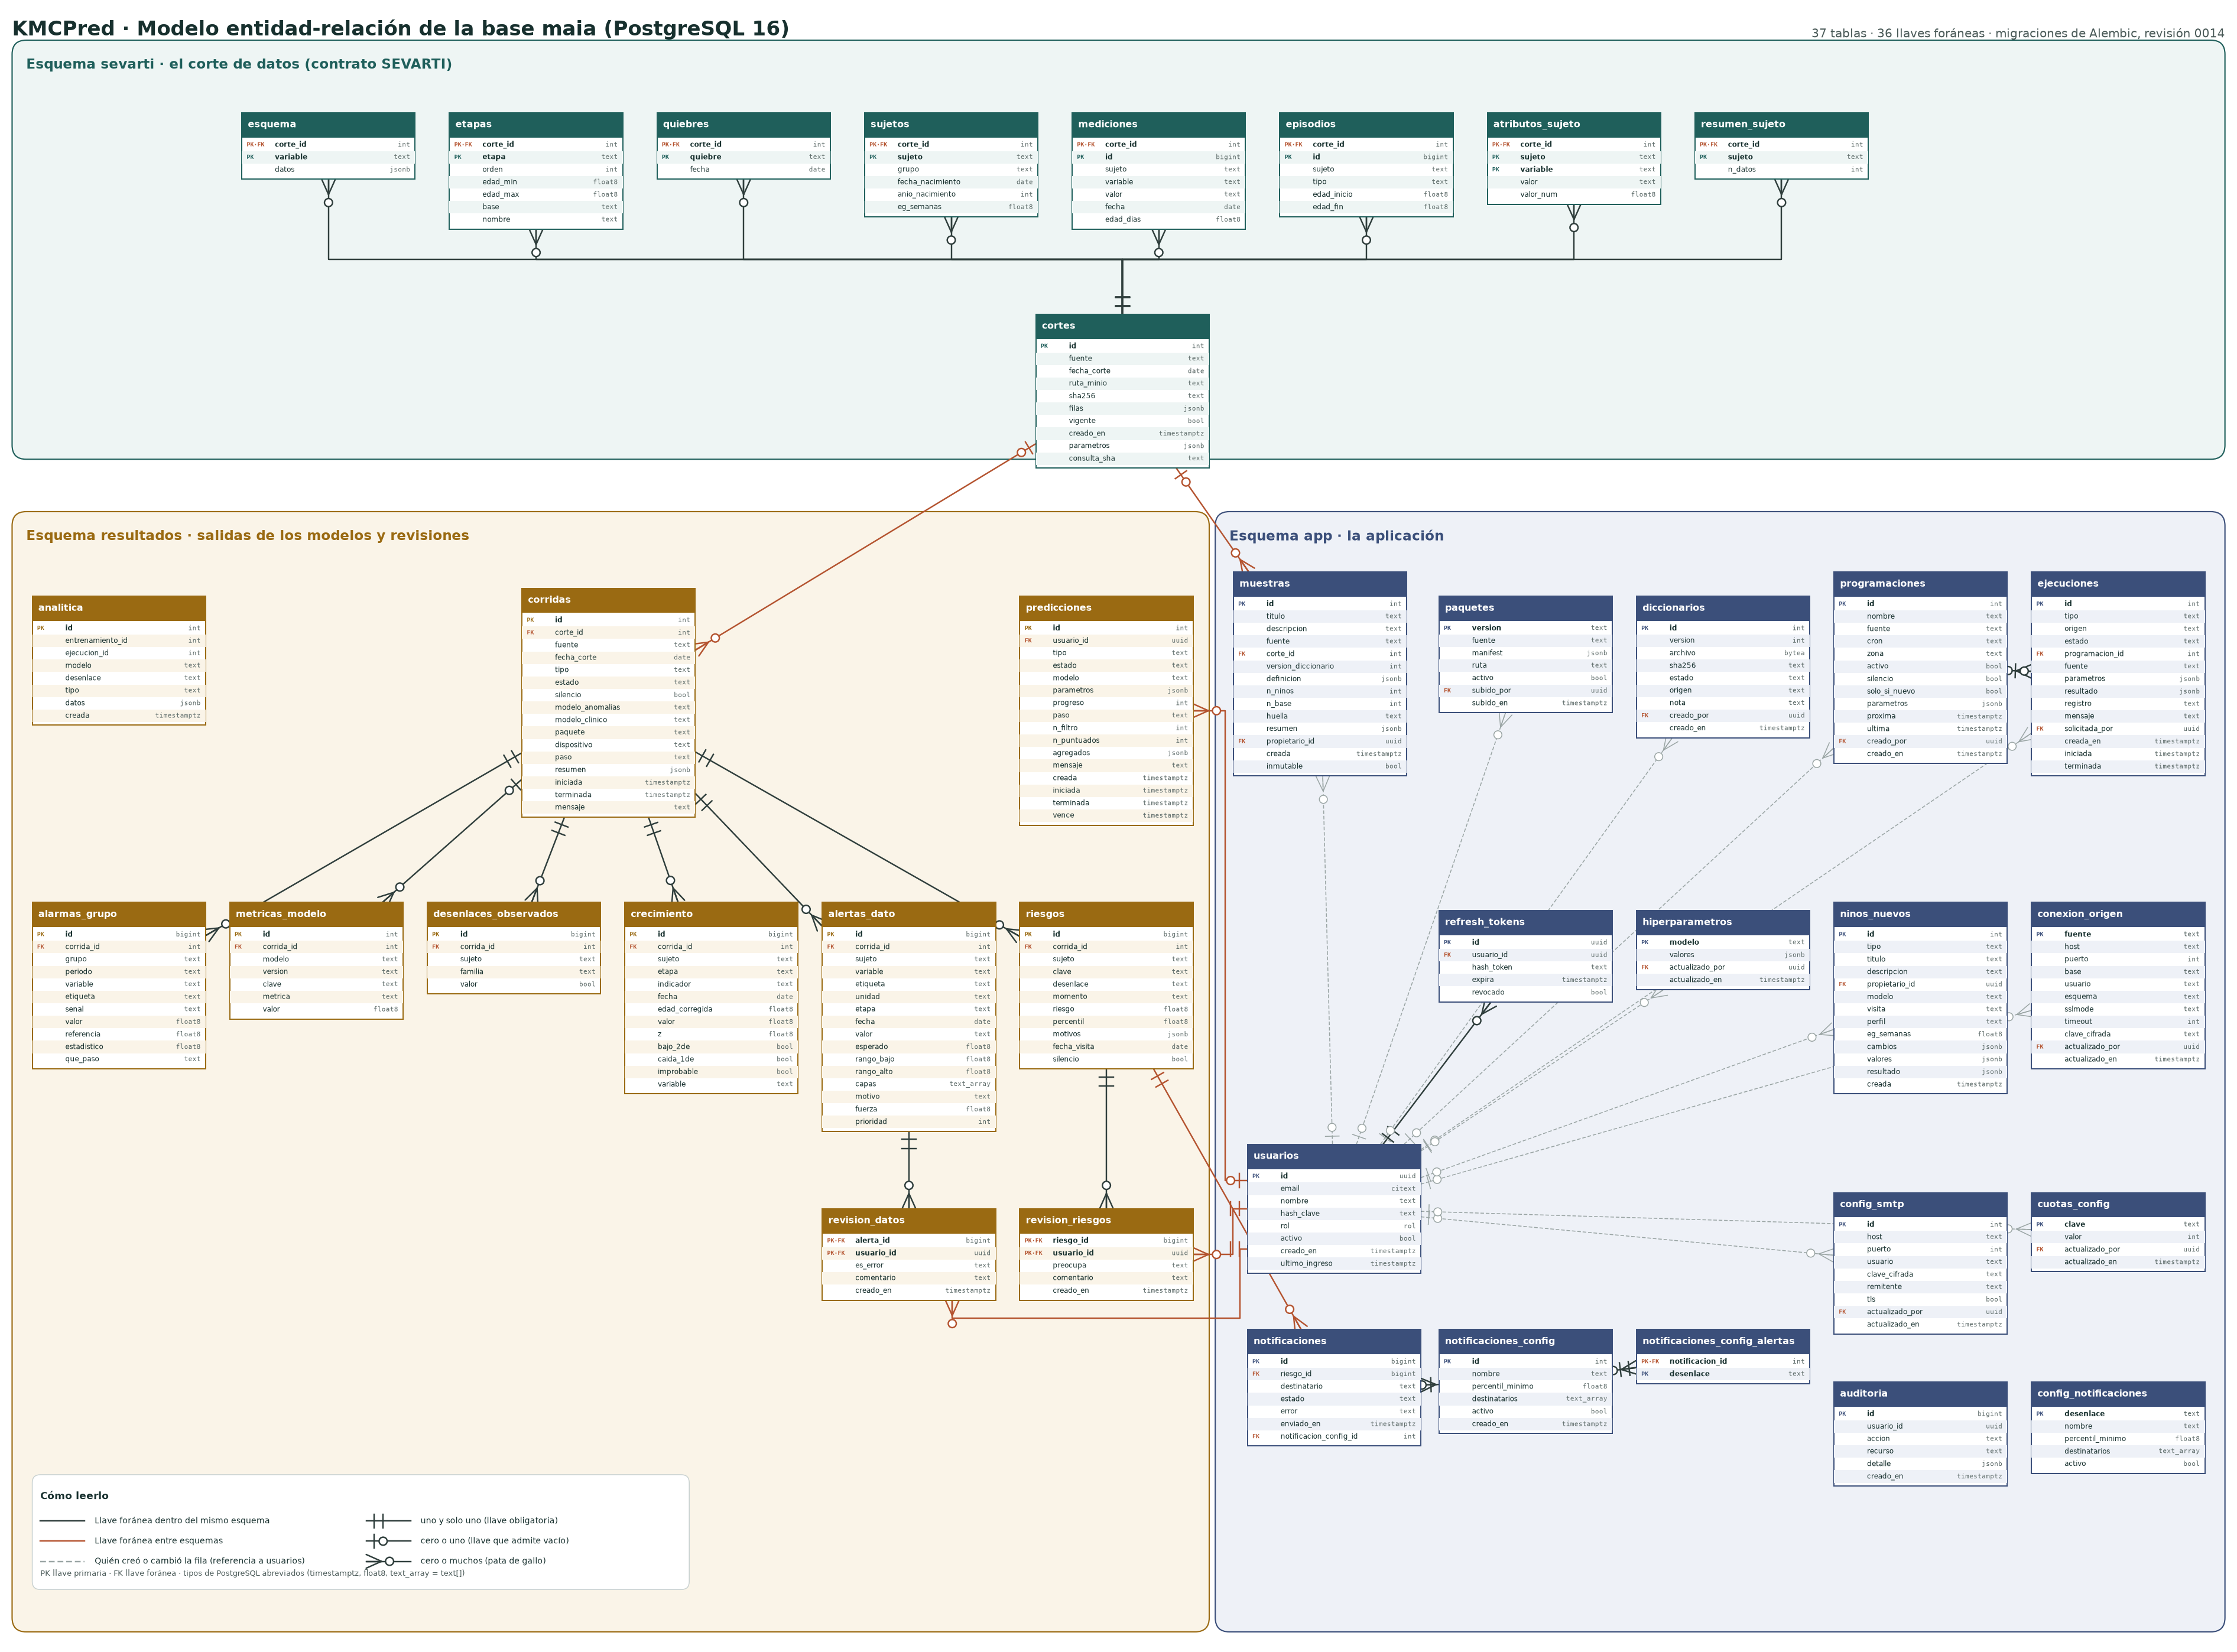 KMCPred · Modelo entidad-relación de la base maia (PostgreSQL 16)
37 tablas · 36 llaves foráneas · migraciones de Alembic, revisión 0014
Esquema sevarti · el corte de datos (contrato SEVARTI)
esquema
PK·FK corte_id int
PK variable text
datos jsonb
etapas
PK·FK corte_id int
PK etapa text
orden int
edad_min float8
edad_max float8
base text
nombre text
quiebres
PK·FK corte_id int
PK quiebre text
fecha date
sujetos
PK·FK corte_id int
PK sujeto text
grupo text
fecha_nacimiento date
anio_nacimiento int
eg_semanas float8
mediciones
PK·FK corte_id int
PK id bigint
sujeto text
variable text
valor text
fecha date
edad_dias float8
episodios
PK·FK corte_id int
PK id bigint
sujeto text
tipo text
edad_inicio float8
edad_fin float8
atributos_sujeto
PK·FK corte_id int
PK sujeto text
PK variable text
valor text
valor_num float8
resumen_sujeto
PK·FK corte_id int
PK sujeto text
n_datos int
cortes
PK id int
fuente text
fecha_corte date
ruta_minio text
sha256 text
filas jsonb
vigente bool
creado_en timestamptz
parametros jsonb
consulta_sha text
Esquema resultados · salidas de los modelos y revisiones
analitica
PK id int
entrenamiento_id int
ejecucion_id int
modelo text
desenlace text
tipo text
datos jsonb
creada timestamptz
corridas
PK id int
FK corte_id int
fuente text
fecha_corte date
tipo text
estado text
silencio bool
modelo_anomalias text
modelo_clinico text
paquete text
dispositivo text
paso text
resumen jsonb
iniciada timestamptz
terminada timestamptz
mensaje text
predicciones
PK id int
FK usuario_id uuid
tipo text
estado text
modelo text
parametros jsonb
progreso int
paso text
n_filtro int
n_puntuados int
agregados jsonb
mensaje text
creada timestamptz
iniciada timestamptz
terminada timestamptz
vence timestamptz
alarmas_grupo
PK id bigint
FK corrida_id int
grupo text
periodo text
variable text
etiqueta text
senal text
valor float8
referencia float8
estadistico float8
que_paso text
metricas_modelo
PK id int
FK corrida_id int
modelo text
version text
clave text
metrica text
valor float8
desenlaces_observados
PK id bigint
FK corrida_id int
sujeto text
familia text
valor bool
crecimiento
PK id bigint
FK corrida_id int
sujeto text
etapa text
indicador text
fecha date
edad_corregida float8
valor float8
z float8
bajo_2de bool
caida_1de bool
improbable bool
variable text
alertas_dato
PK id bigint
FK corrida_id int
sujeto text
variable text
etiqueta text
unidad text
etapa text
fecha date
valor text
esperado float8
rango_bajo float8
rango_alto float8
capas text_array
motivo text
fuerza float8
prioridad int
riesgos
PK id bigint
FK corrida_id int
sujeto text
clave text
desenlace text
momento text
riesgo float8
percentil float8
motivos jsonb
fecha_visita date
silencio bool
revision_datos
PK·FK alerta_id bigint
PK·FK usuario_id uuid
es_error text
comentario text
creado_en timestamptz
revision_riesgos
PK·FK riesgo_id bigint
PK·FK usuario_id uuid
preocupa text
comentario text
creado_en timestamptz
Esquema app · la aplicación
muestras
PK id int
titulo text
descripcion text
fuente text
FK corte_id int
version_diccionario int
definicion jsonb
n_ninos int
n_base int
huella text
resumen jsonb
FK propietario_id uuid
creada timestamptz
inmutable bool
paquetes
PK version text
fuente text
manifest jsonb
ruta text
activo bool
FK subido_por uuid
subido_en timestamptz
diccionarios
PK id int
version int
archivo bytea
sha256 text
estado text
origen text
nota text
FK creado_por uuid
creado_en timestamptz
programaciones
PK id int
nombre text
fuente text
cron text
zona text
activo bool
silencio bool
solo_si_nuevo bool
parametros jsonb
proxima timestamptz
ultima timestamptz
FK creado_por uuid
creado_en timestamptz
ejecuciones
PK id int
tipo text
origen text
estado text
FK programacion_id int
fuente text
parametros jsonb
resultado jsonb
registro text
mensaje text
FK solicitada_por uuid
creada_en timestamptz
iniciada timestamptz
terminada timestamptz
refresh_tokens
PK id uuid
FK usuario_id uuid
hash_token text
expira timestamptz
revocado bool
hiperparametros
PK modelo text
valores jsonb
FK actualizado_por uuid
actualizado_en timestamptz
ninos_nuevos
PK id int
tipo text
titulo text
descripcion text
FK propietario_id uuid
modelo text
visita text
perfil text
eg_semanas float8
cambios jsonb
valores jsonb
resultado jsonb
creada timestamptz
conexion_origen
PK fuente text
host text
puerto int
base text
usuario text
esquema text
sslmode text
timeout int
clave_cifrada text
FK actualizado_por uuid
actualizado_en timestamptz
usuarios
PK id uuid
email citext
nombre text
hash_clave text
rol rol
activo bool
creado_en timestamptz
ultimo_ingreso timestamptz
config_smtp
PK id int
host text
puerto int
usuario text
clave_cifrada text
remitente text
tls bool
FK actualizado_por uuid
actualizado_en timestamptz
cuotas_config
PK clave text
valor int
FK actualizado_por uuid
actualizado_en timestamptz
notificaciones
PK id bigint
FK riesgo_id bigint
destinatario text
estado text
error text
enviado_en timestamptz
FK notificacion_config_id int
notificaciones_config
PK id int
nombre text
percentil_minimo float8
destinatarios text_array
activo bool
creado_en timestamptz
notificaciones_config_alertas
PK·FK notificacion_id int
PK desenlace text
auditoria
PK id bigint
usuario_id uuid
accion text
recurso text
detalle jsonb
creado_en timestamptz
config_notificaciones
PK desenlace text
nombre text
percentil_minimo float8
destinatarios text_array
activo bool
Cómo leerlo
Llave foránea dentro del mismo esquema
uno y solo uno (llave obligatoria)
Llave foránea entre esquemas
cero o uno (llave que admite vacío)
Quién creó o cambió la fila (referencia a usuarios)
cero o muchos (pata de gallo)
PK llave primaria · FK llave foránea · tipos de PostgreSQL abreviados (timestamptz, float8, text_array = text[])